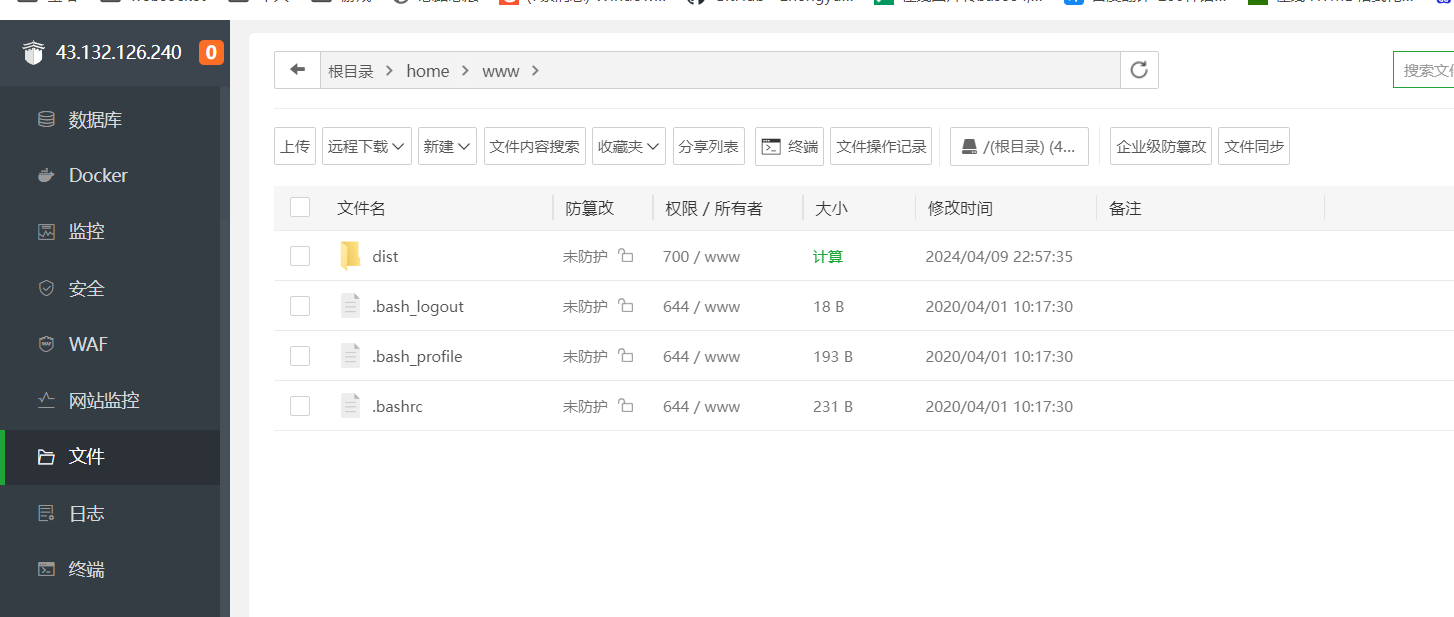 43.132.126.240 0
根目录 home www
搜索文
上传 远程下载 新建 文件内容搜索 收藏夹 分享列表 终端 文件操作记录 /(根目录) (4... 企业级防篡改 文件同步
文件名 防篡改 权限 / 所有者 大小 修改时间 备注
dist 未防护 700 / www 计算 2024/04/09 22:57:35
.bash_logout 未防护 644 / www 18 B 2020/04/01 10:17:30
.bash_profile 未防护 644 / www 193 B 2020/04/01 10:17:30
.bashrc 未防护 644 / www 231 B 2020/04/01 10:17:30
数据库
Docker
监控
安全
WAF
网站监控
文件
日志
终端